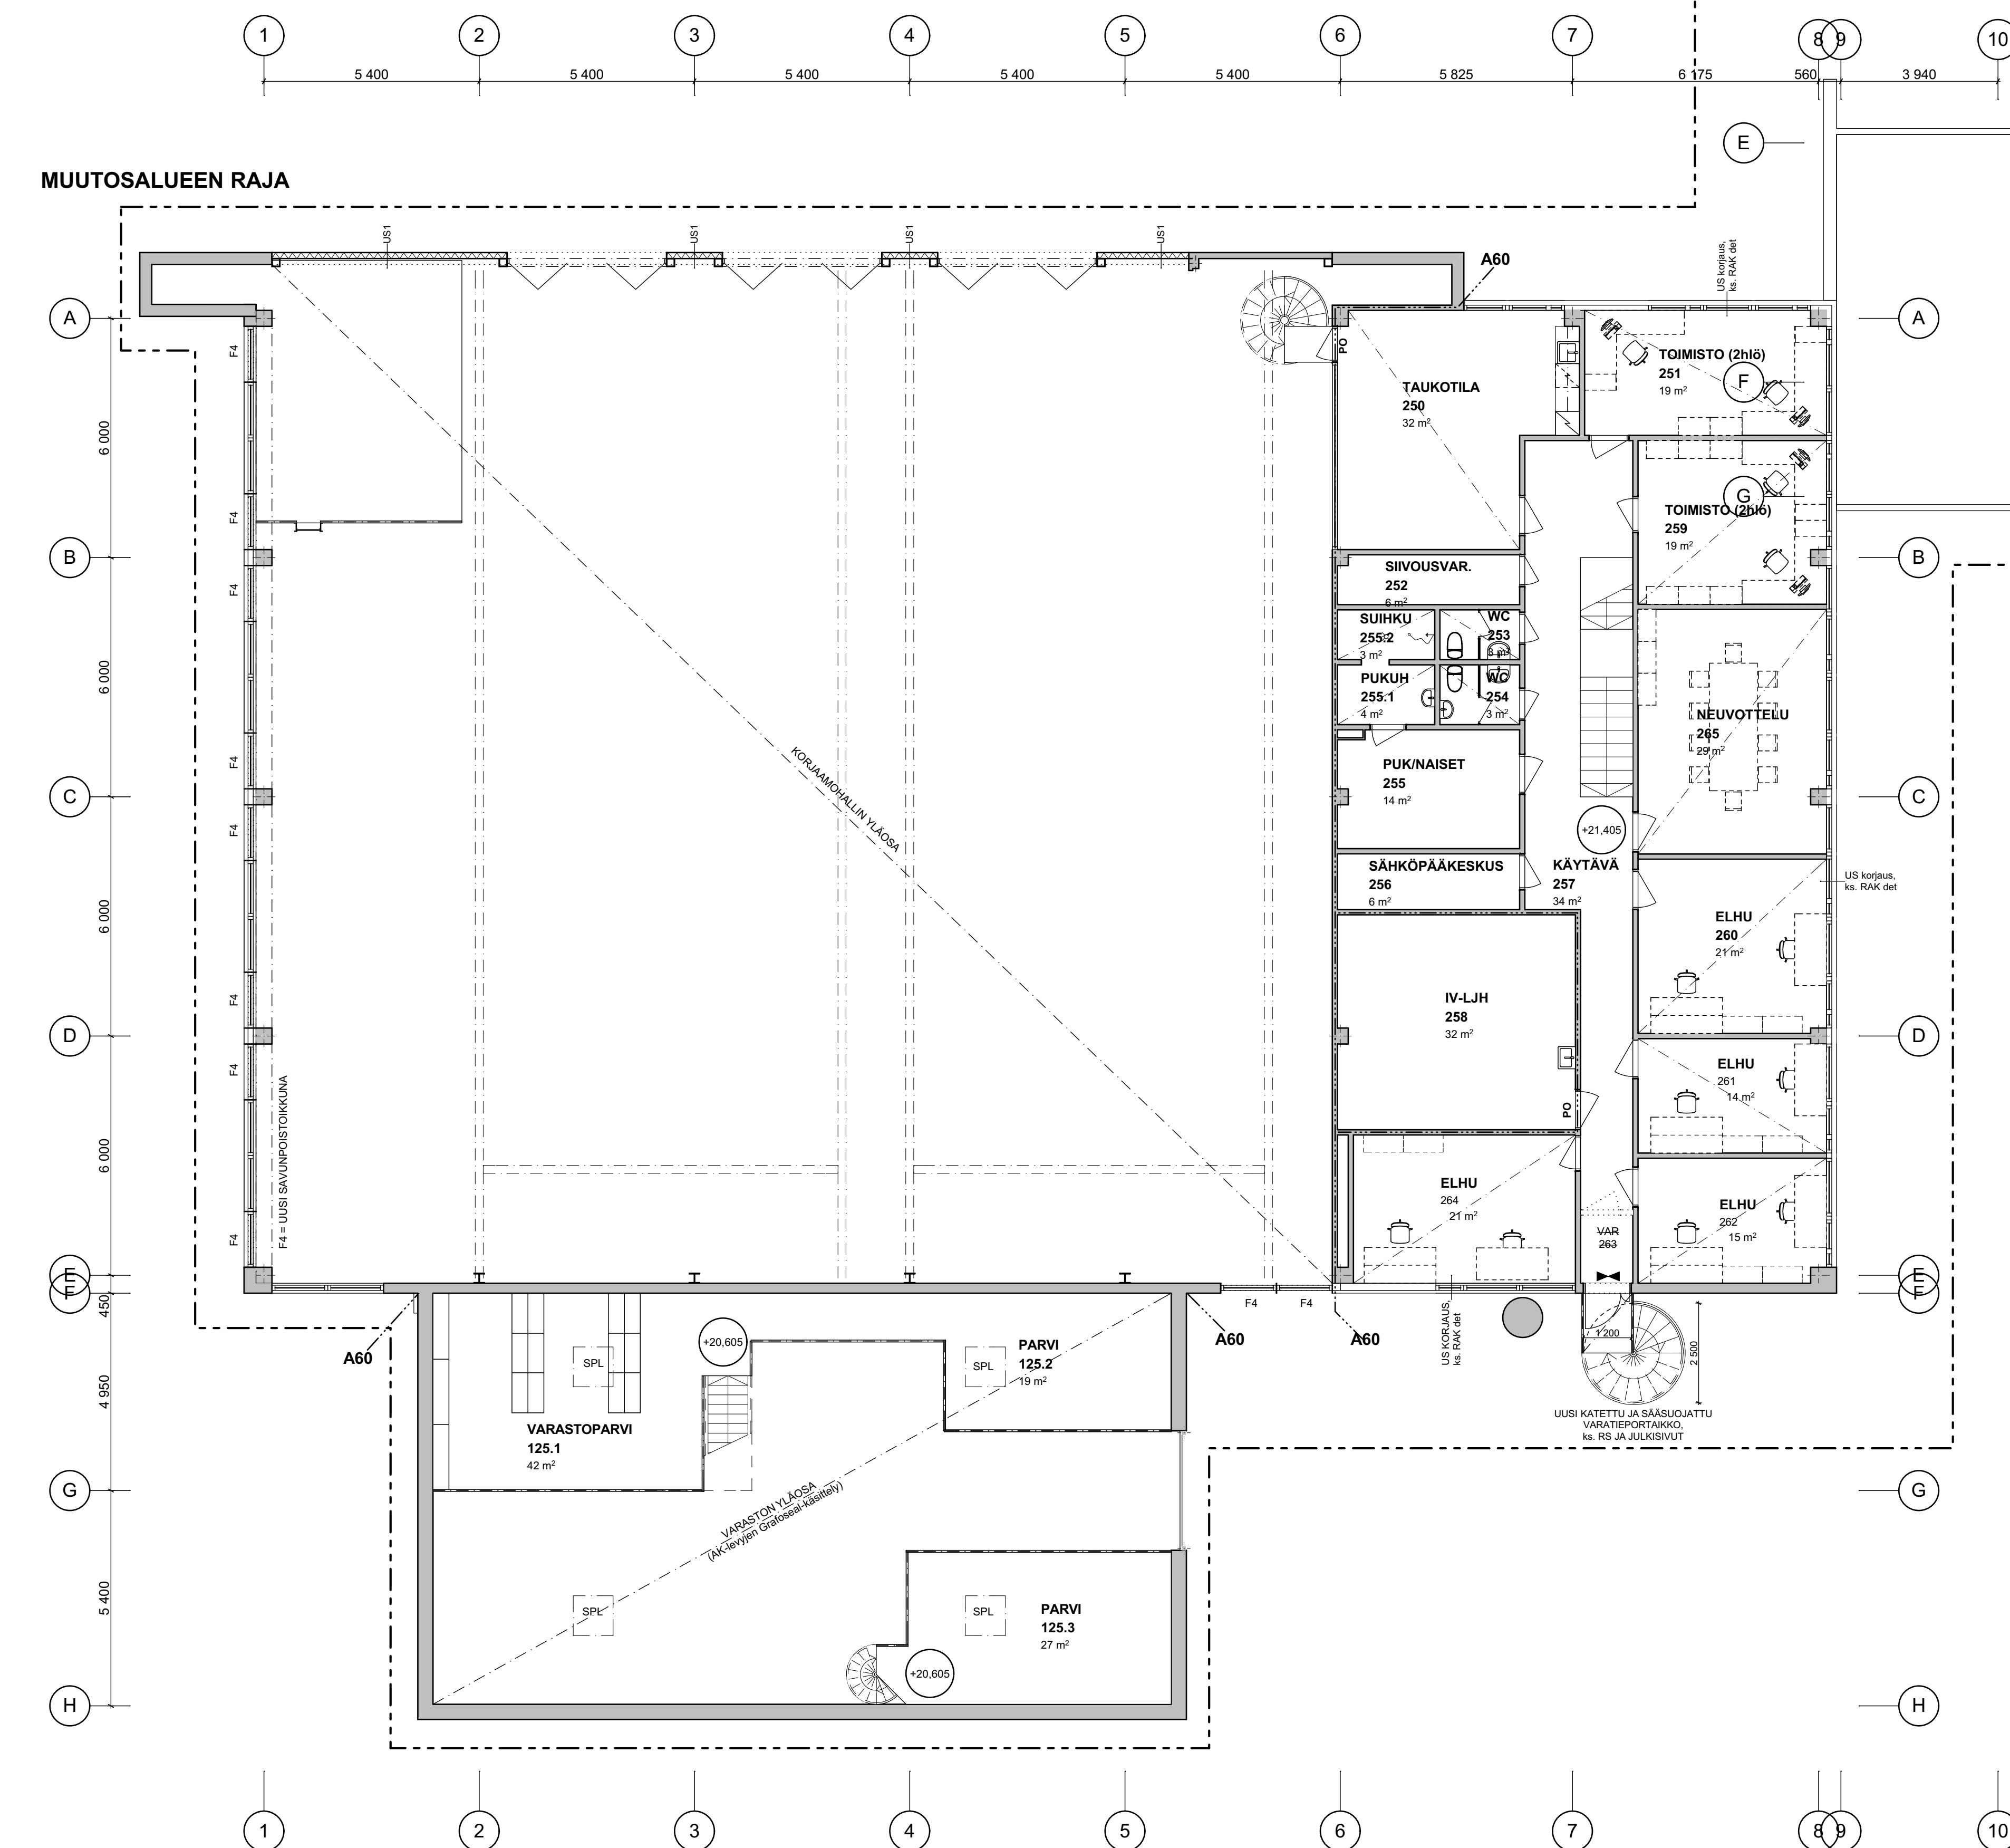 1 2 3 4 5 6 7 8 9 10
5 400 5 400 5 400 5 400 5 400 5 825 6 175 560 3 940
E
MUUTOSALUEEN RAJA
US1 US1 US1 US1
A60
US korjaus,
ks. RAK det
A A
F4
PO
TAUKOTILA
250
32 m²
TOIMISTO (2hlö)
251
19 m²
F
6 000
F4
G
TOIMISTO (2hlö)
259
19 m²
B B
F4
SIIVOUSVAR.
252
6 m²
SUIHKU
255.2
3 m²
WC
253
3 m²
6 000
PUKUH
255.1
4 m²
WC
254
3 m²
NEUVOTTELU
265
29 m²
F4
KORJAAMOHALLIN YLÄOSA
PUK/NAISET
255
14 m²
C C
F4
+21,405
SÄHKÖPÄÄKESKUS
256
6 m²
KÄYTÄVÄ
257
34 m²
US korjaus,
ks. RAK det
6 000
ELHU
260
21 m²
F4
IV-LJH
258
32 m²
D D
F4
ELHU
261
14 m²
PO
F4 = UUSI SAVUNPOISTOIKKUNA
6 000
ELHU
264
21 m²
ELHU
262
15 m²
VAR
263
F4
E E
F F
450
F4 F4
A60 A60 A60
US KORJAUS,
ks. RAK det
1 200
2 500
+20,605
SPL
SPL
PARVI
125.2
19 m²
4 950
VARASTOPARVI
125.1
42 m²
UUSI KATETTU JA SÄÄSUOJATTU
VARATIEPORTAIKKO,
ks. RS JA JULKISIVUT
G G
VARASTON YLÄOSA
(AK-levyjen Grafoseal-käsittely)
5 400
SPL
SPL
PARVI
125.3
27 m²
+20,605
H H
1 2 3 4 5 6 7 8 9 10